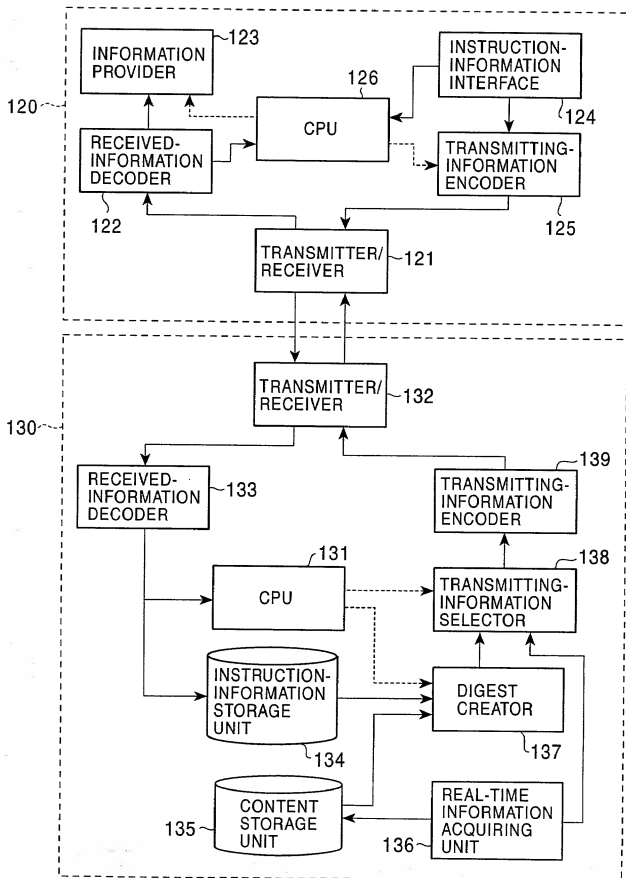 123
INFORMATION
PROVIDER
INSTRUCTION-
INFORMATION
INTERFACE
124
126
CPU
120
RECEIVED-
INFORMATION
DECODER
122
TRANSMITTING-
INFORMATION
ENCODER
125
TRANSMITTER/
RECEIVER
121
TRANSMITTER/
RECEIVER
132
130
RECEIVED-
INFORMATION
DECODER
133
139
TRANSMITTING-
INFORMATION
ENCODER
131
CPU
138
TRANSMITTING-
INFORMATION
SELECTOR
INSTRUCTION-
INFORMATION
STORAGE
UNIT
134
DIGEST
CREATOR
137
135
CONTENT
STORAGE
UNIT
REAL-TIME
INFORMATION
ACQUIRING
UNIT
136